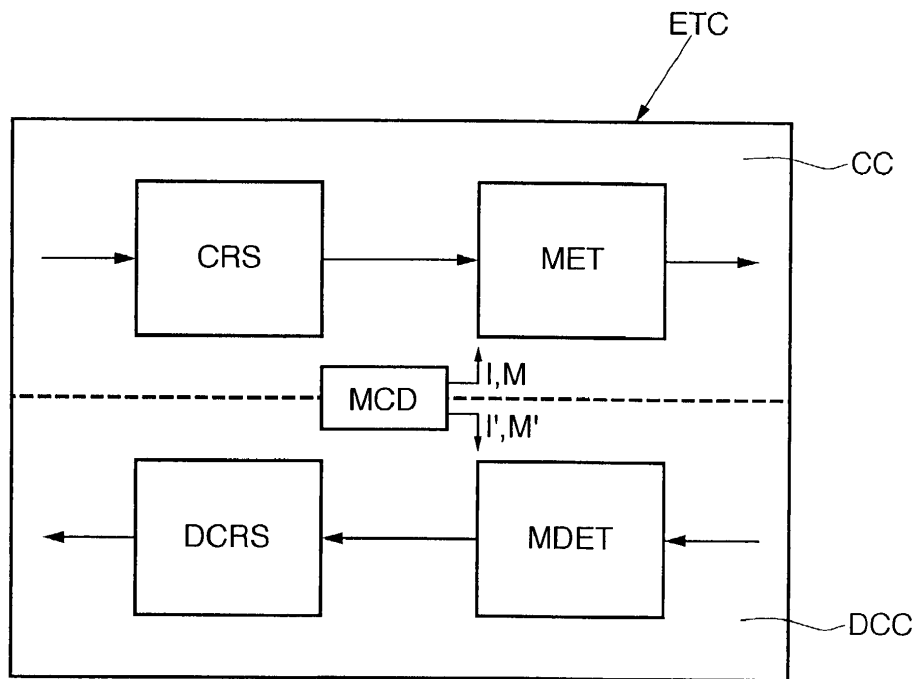 ETC
CC
CRS
MET
I,M
MCD
I',M'
DCRS
MDET
DCC